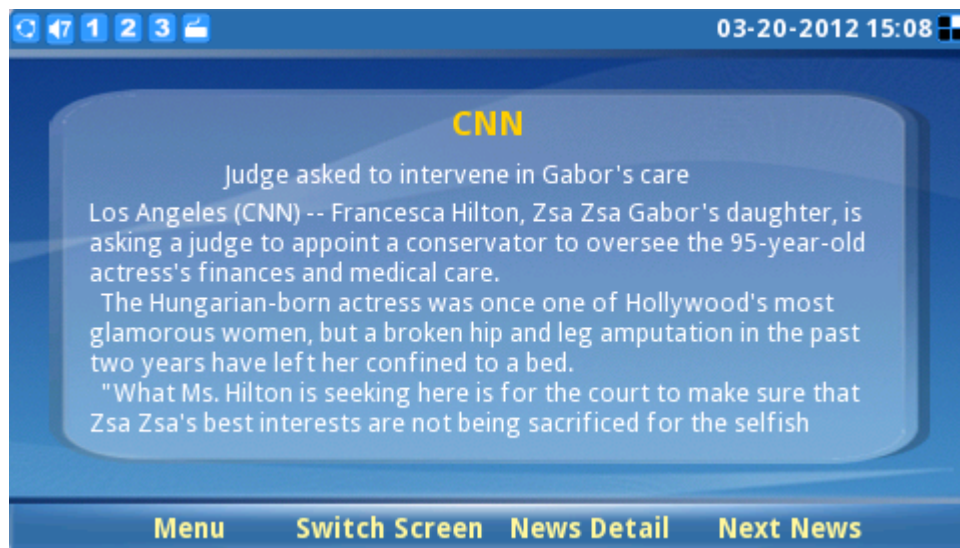 7 1 2 3 03-20-2012 15:08
CNN
Judge asked to intervene in Gabor's care
Los Angeles (CNN) -- Francesca Hilton, Zsa Zsa Gabor's daughter, is
asking a judge to appoint a conservator to oversee the 95-year-old
actress's finances and medical care.
The Hungarian-born actress was once one of Hollywood's most
glamorous women, but a broken hip and leg amputation in the past
two years have left her confined to a bed.
"What Ms. Hilton is seeking here is for the court to make sure that
Zsa Zsa's best interests are not being sacrificed for the selfish
Menu Switch Screen News Detail Next News